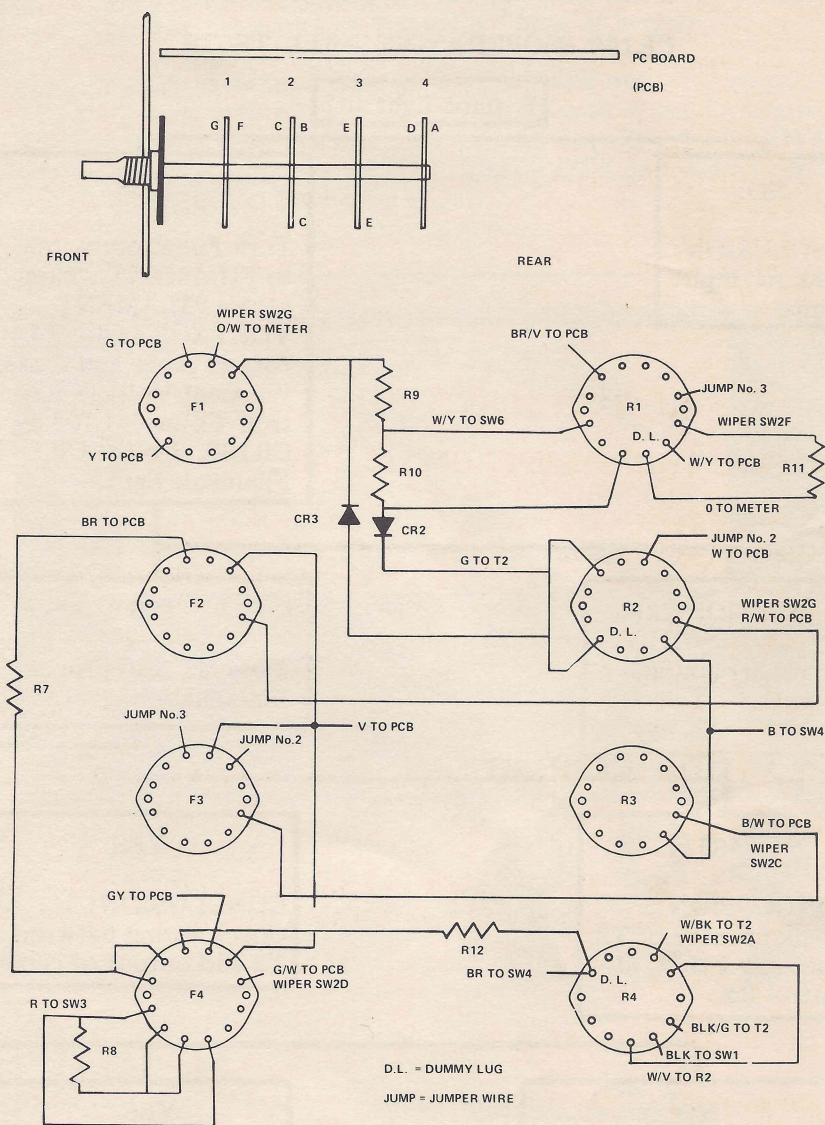 PC BOARD
(PCB)
1 2 3 4
G F C B E D A
C E
FRONT
REAR
WIPER SW2G
O/W TO METER
G TO PCB
F1
Y TO PCB
R9
W/Y TO SW6
R10
CR3
CR2
G TO T2
BR/V TO PCB
R1
JUMP No. 3
WIPER SW2F
D. L.
W/Y TO PCB
R11
0 TO METER
BR TO PCB
F2
JUMP No. 2
W TO PCB
R2
WIPER SW2G
R/W TO PCB
D. L.
R7
JUMP No.3
V TO PCB
JUMP No.2
F3
B TO SW4
R3
B/W TO PCB
WIPER
SW2C
GY TO PCB
R12
W/BK TO T2
WIPER SW2A
G/W TO PCB
WIPER SW2D
F4
BR TO SW4
D. L.
R4
R TO SW3
R8
BLK/G TO T2
BLK TO SW1
W/V TO R2
D.L. = DUMMY LUG
JUMP = JUMPER WIRE